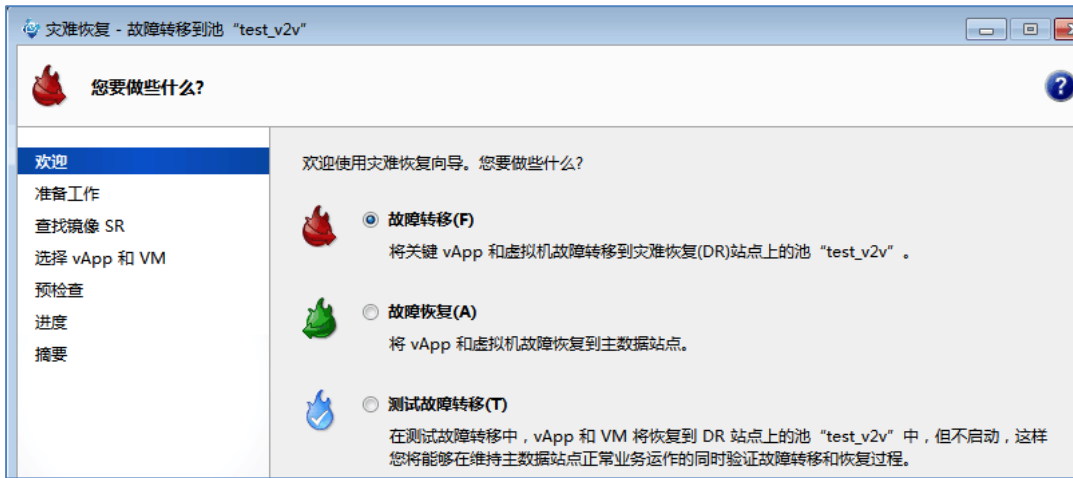 灾难恢复 - 故障转移到池“test_v2v”
您要做些什么?
欢迎
准备工作
查找镜像 SR
选择 vApp 和 VM
预检查
进度
摘要
欢迎使用灾难恢复向导。您要做些什么?
故障转移(F)
将关键 vApp 和虚拟机故障转移到灾难恢复(DR)站点上的池“test_v2v”。
故障恢复(A)
将 vApp 和虚拟机故障恢复到主数据站点。
测试故障转移(T)
在测试故障转移中，vApp 和 VM 将恢复到 DR 站点上的池“test_v2v”中，但不启动，这样
您将能够在维持主数据站点正常业务运作的同时验证故障转移和恢复过程。